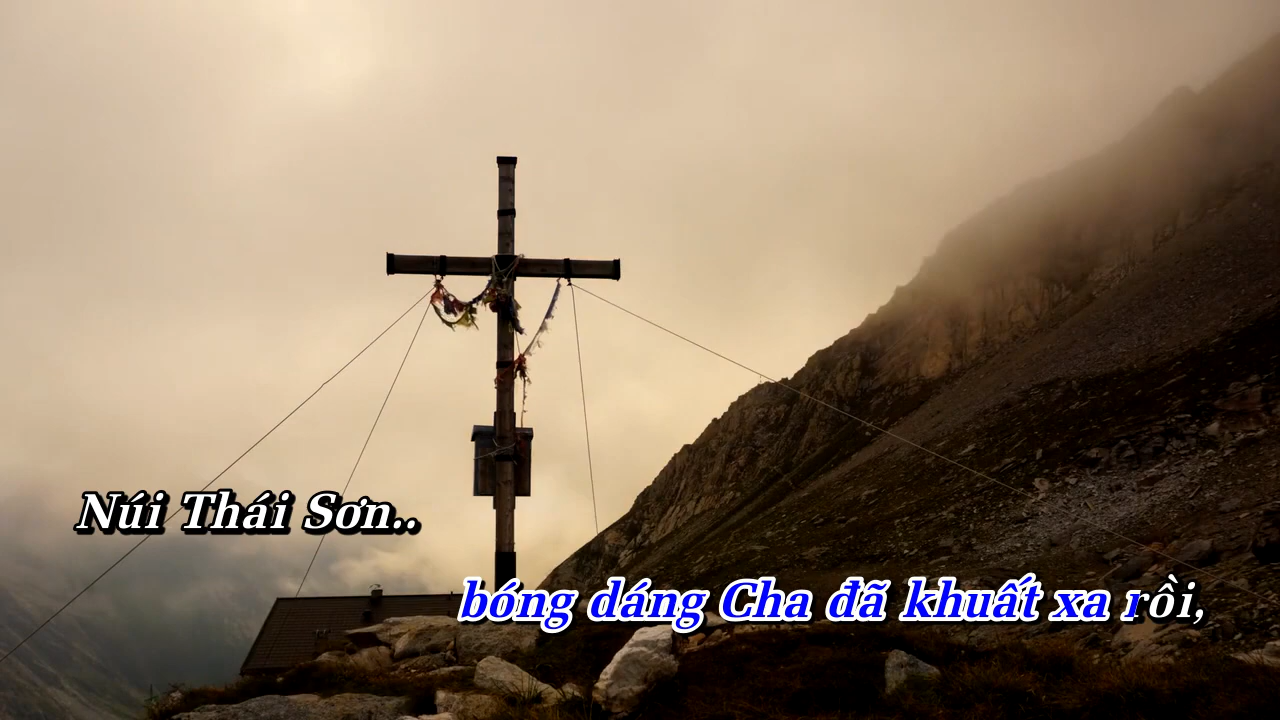 Núi Thái Sơn..
bóng dáng Cha đã khuất xa rồi,